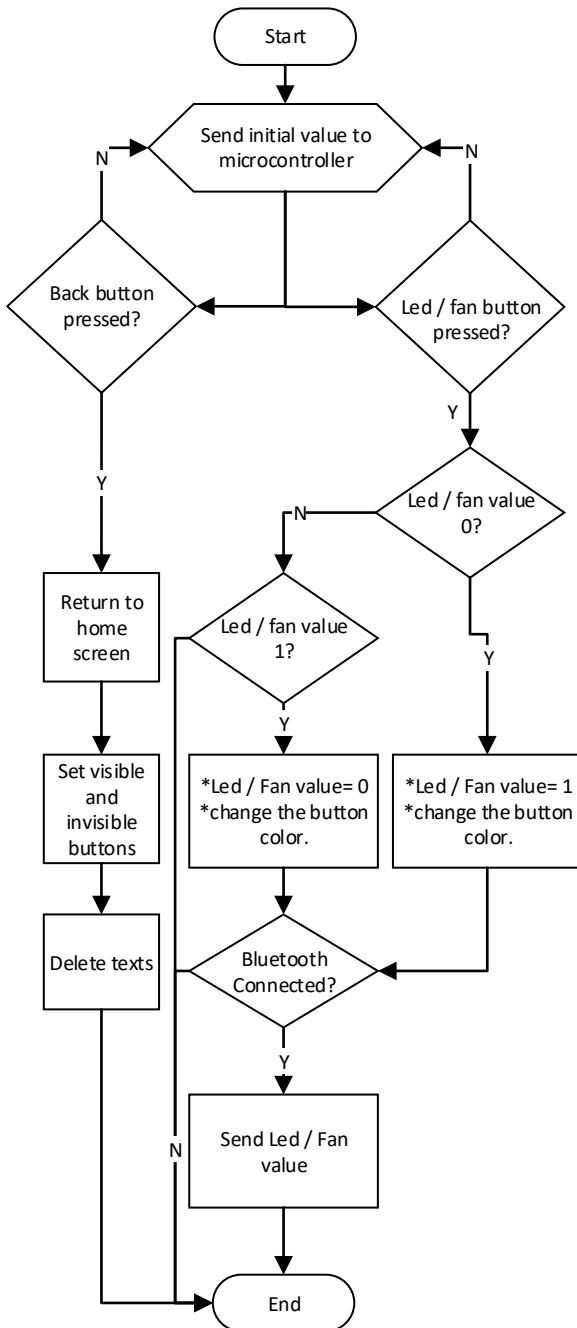 Start
Send initial value to
microcontroller
N
N
Back button
pressed?
Led / fan button
pressed?
Y
Y
Led / fan value
0?
N
Return to
home
screen
Led / fan value
1?
Y
Y
Set visible
and
invisible
buttons
*Led / Fan value= 0
*change the button
color.
*Led / Fan value= 1
*change the button
color.
Delete texts
Bluetooth
Connected?
Y
N
Send Led / Fan
value
End